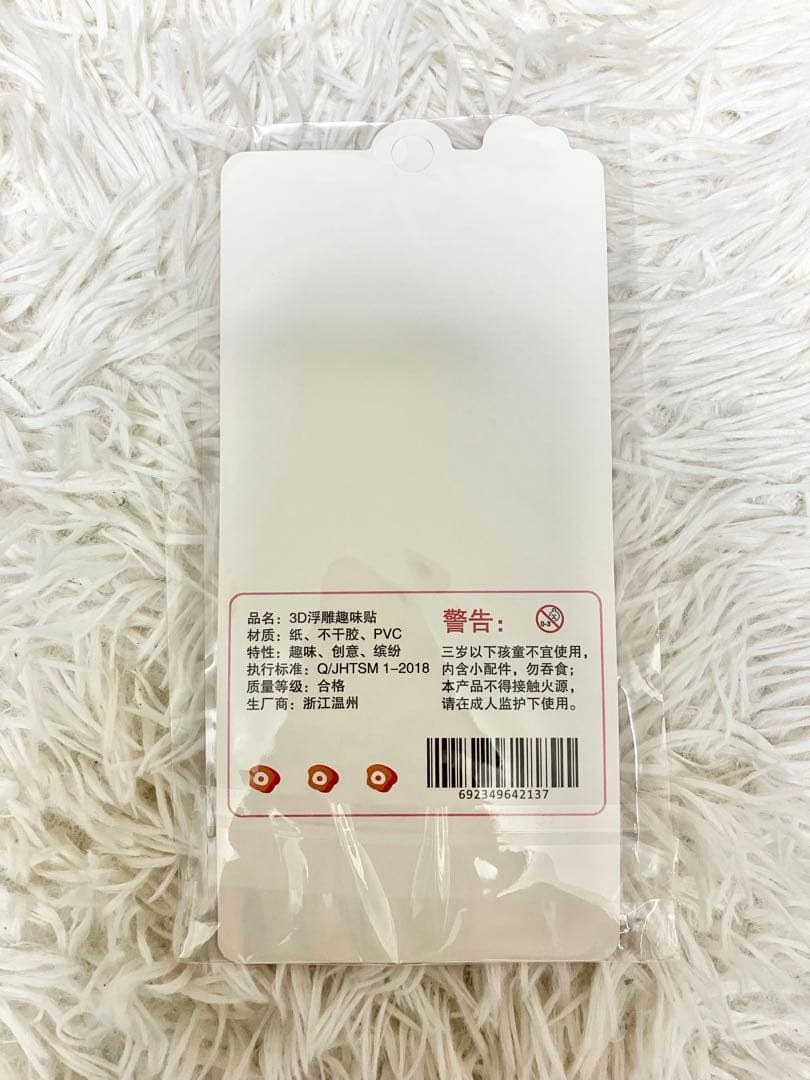 品名：3D浮雕趣味贴
材质：纸、不干胶、PVC
特性：趣味、创意、缤纷
执行标准：Q/JHTSM 1-2018
质量等级：合格
生厂商：浙江温州
警告：
0-3
三岁以下孩童不宜使用，
内含小配件，勿吞食；
本产品不得接触火源，
请在成人监护下使用。
692349642137